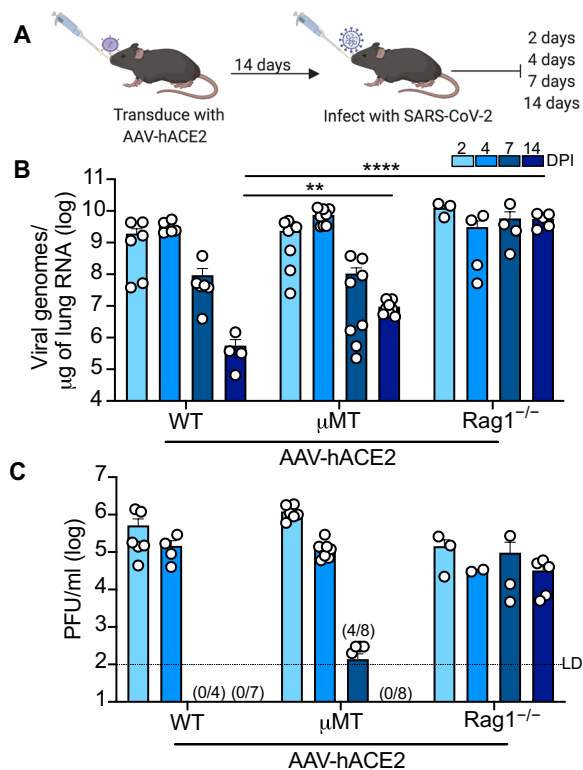 A
14 days
2 days
4 days
7 days
14 days
Transduce with
AAV-hACE2
Infect with SARS-CoV-2
B
2 4 7 14 DPI
****
**
Viral genomes/
μg of lung RNA (log)
11
10
9
8
7
6
5
4
WT
μMT
Rag1−/−
AAV-hACE2
C
PFU/ml (log)
7
6
5
4
3
2
1
(0/4)
(0/7)
(4/8)
(0/8)
LD
WT
μMT
Rag1−/−
AAV-hACE2